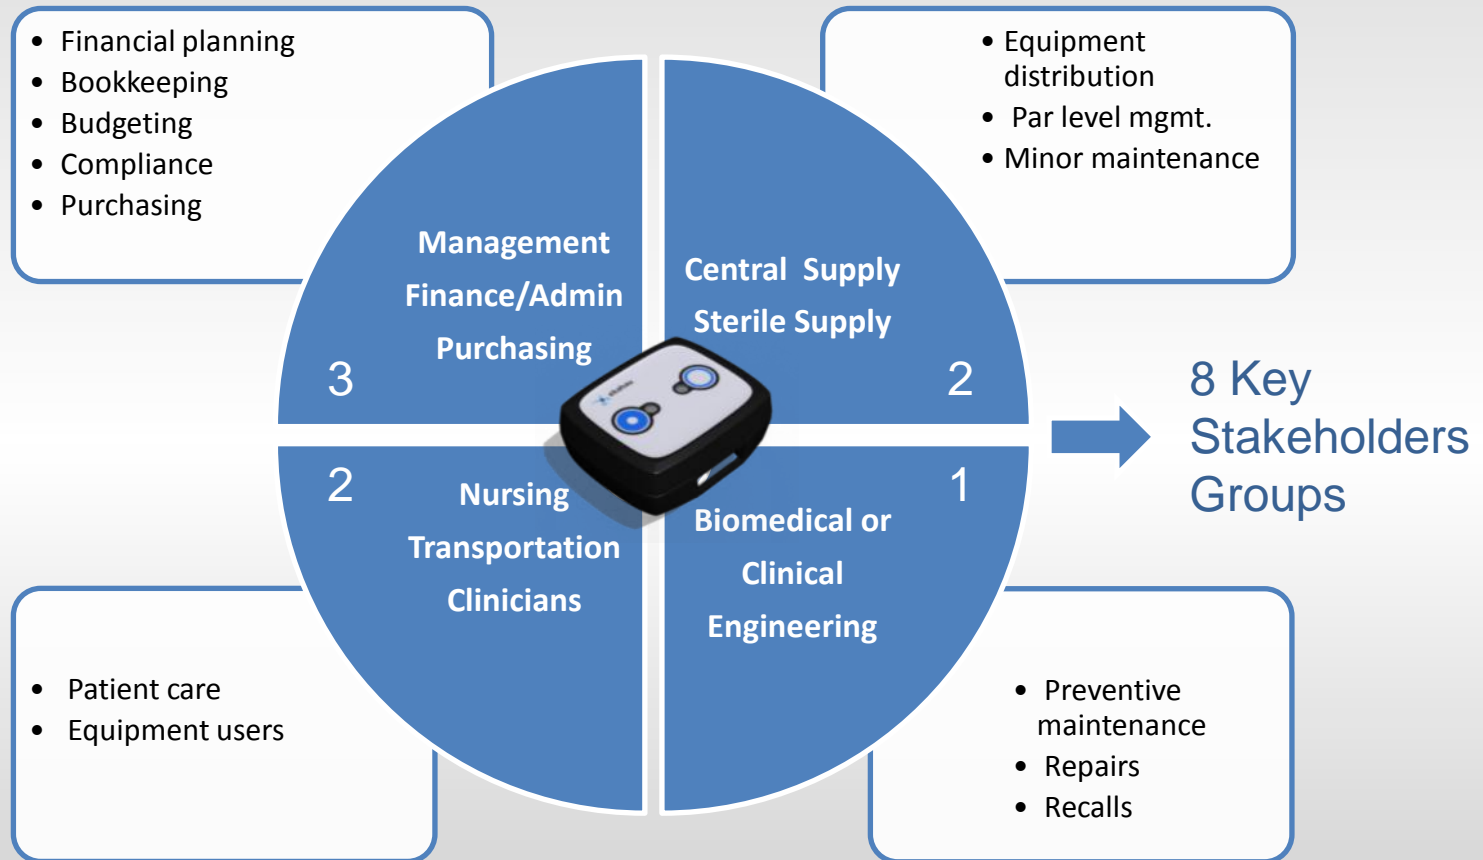 • Financial planning
• Bookkeeping
• Budgeting
• Compliance
• Purchasing
• Equipment
distribution
• Par level mgmt.
• Minor maintenance
Management
Finance/Admin
Purchasing
3
Central Supply
Sterile Supply
2
2
Nursing
Transportation
Clinicians
1
Biomedical or
Clinical
Engineering
8 Key
Stakeholders
Groups
• Patient care
• Equipment users
• Preventive
maintenance
• Repairs
• Recalls